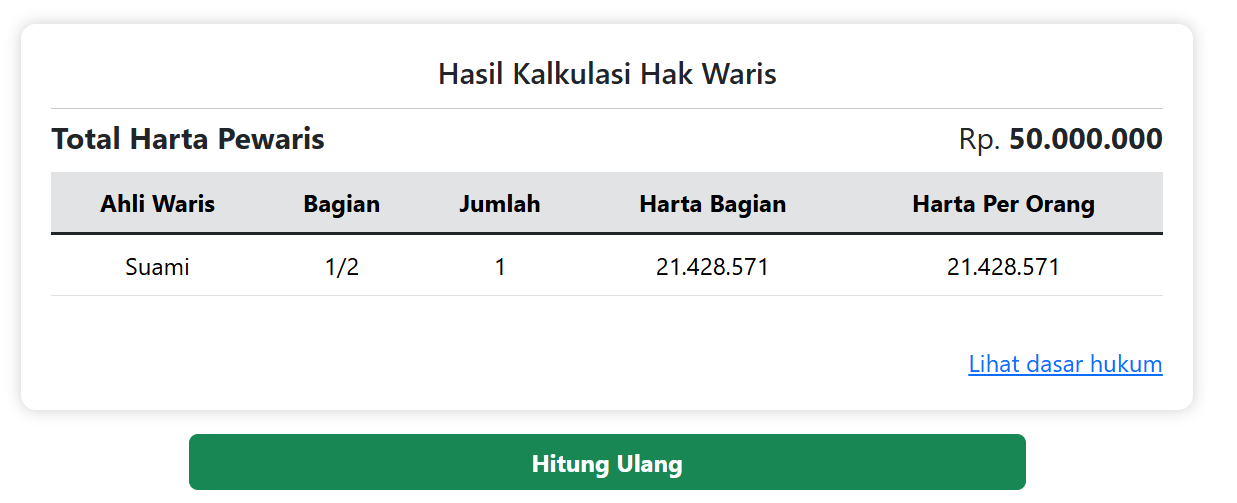 Hasil Kalkulasi Hak Waris
Total Harta Pewaris Rp. 50.000.000
Ahli Waris Bagian Jumlah Harta Bagian Harta Per Orang
Suami 1/2 1 21.428.571 21.428.571
Lihat dasar hukum
Hitung Ulang